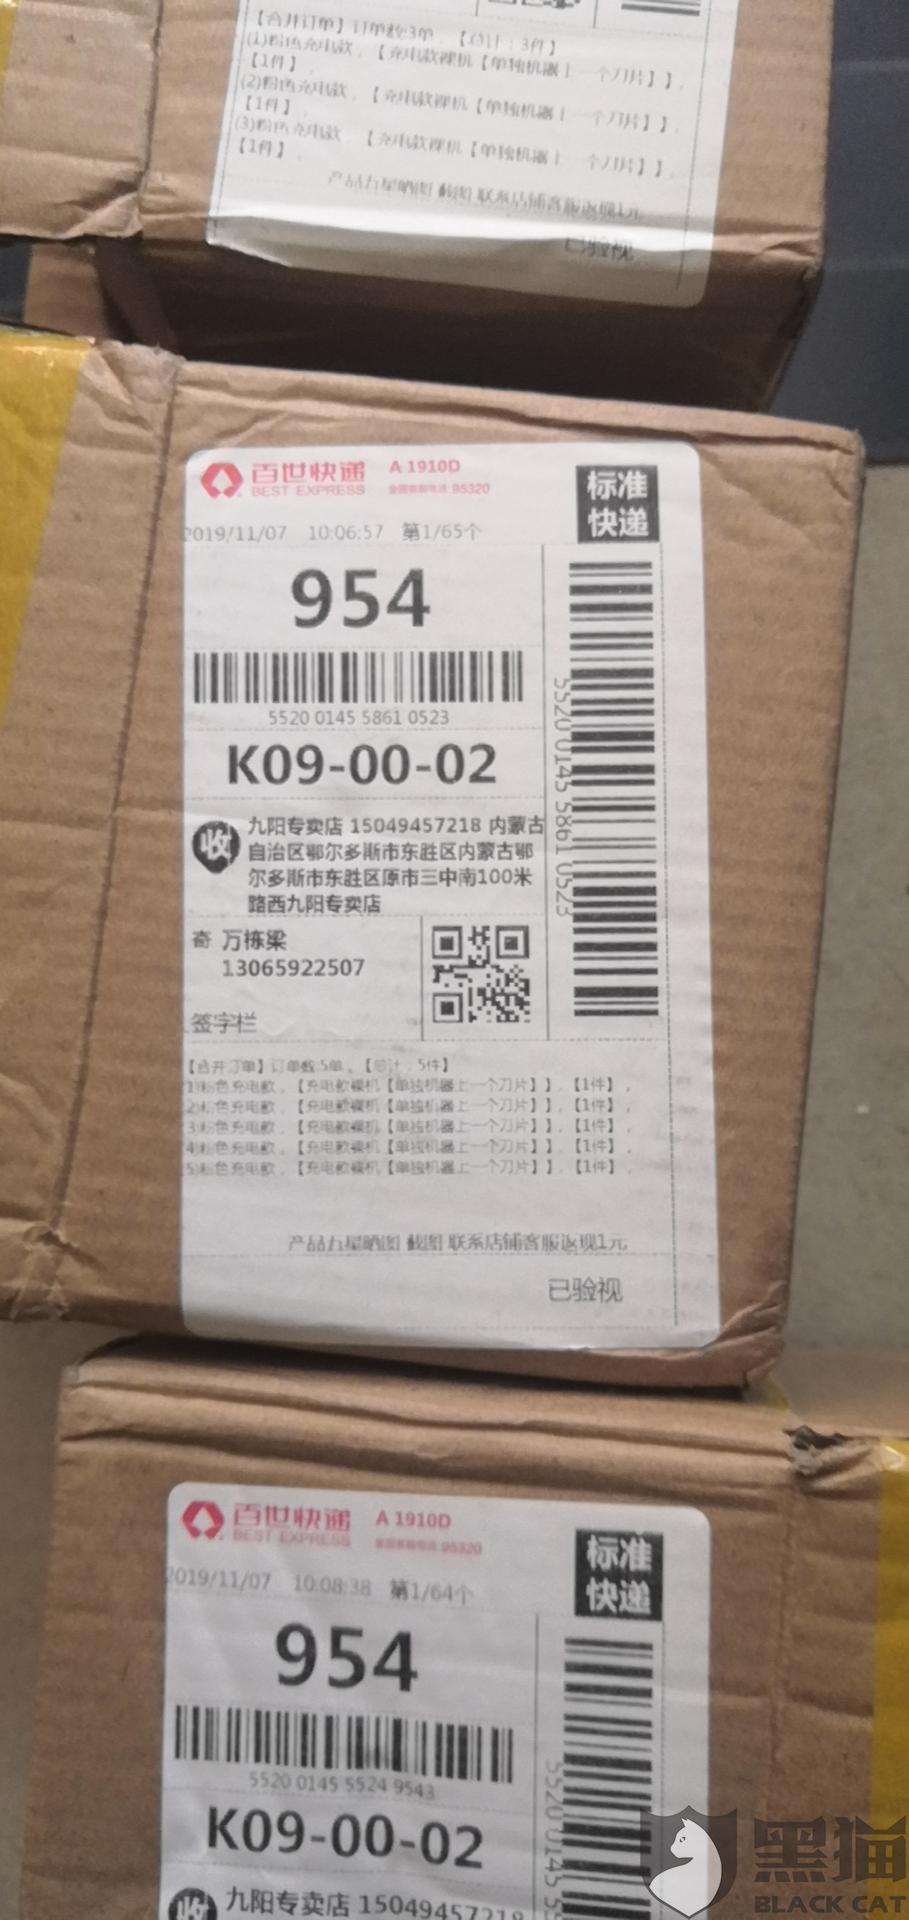 【合并订单】订单数:3单，【总计：3件】
(1)粉色充电款，【充电款裸机【单独机器上一个刀片】】，
【1件】，
(2)粉色充电款，【充电款裸机【单独机器上一个刀片】】，
【1件】，
(3)粉色充电款，【充电款裸机【单独机器上一个刀片】】，
【1件】，
产品五星晒图 截图 联系店铺客服返现1元
已验视
百世快递 A 1910D
BEST EXPRESS 全国客服电话 95320
标准
快递
2019/11/07 10:06:57 第1/65个
954
5520 0145 5861 0523
5520 0145 5861 0523
K09-00-02
收
九阳专卖店 15049457218 内蒙古
自治区鄂尔多斯市东胜区内蒙古鄂
尔多斯市东胜区原市三中南100米
路西九阳专卖店
寄 万栋梁
13065922507
签字栏
【合并订单】订单数:5单，【总计：5件】
1)粉色充电款，【充电款裸机【单独机器上一个刀片】】，【1件】，
2)粉色充电款，【充电款裸机【单独机器上一个刀片】】，【1件】，
3)粉色充电款，【充电款裸机【单独机器上一个刀片】】，【1件】，
4)粉色充电款，【充电款裸机【单独机器上一个刀片】】，【1件】，
5)粉色充电款，【充电款裸机【单独机器上一个刀片】】，【1件】，
产品五星晒图 截图 联系店铺客服返现1元
已验视
百世快递 A 1910D
BEST EXPRESS 全国客服电话 95320
标准
快递
2019/11/07 10:08:38 第1/64个
954
5520 0145 5524 9543
5520 0145 55
K09-00-02
收
九阳专卖店 15049457218
黑猫
BLACK CAT